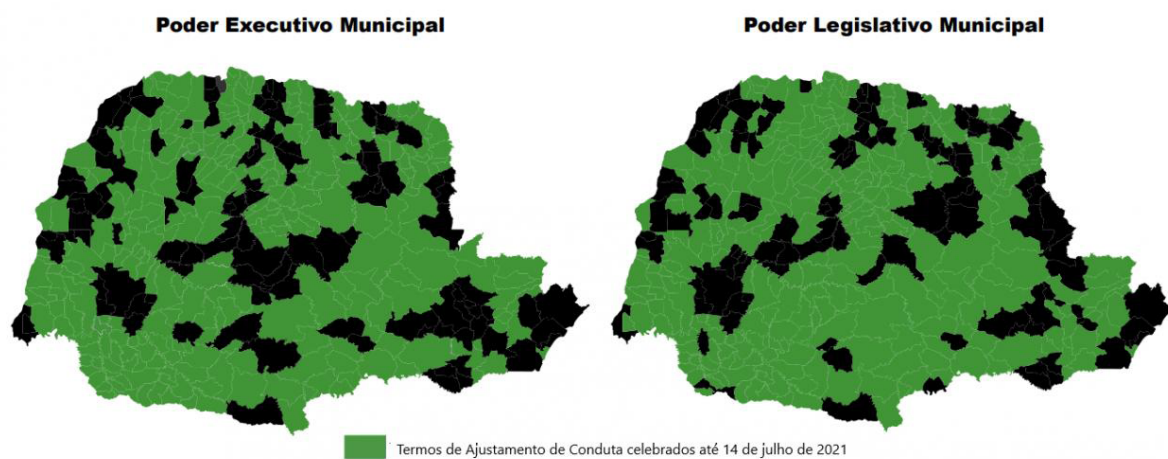 Poder Executivo Municipal
Poder Legislativo Municipal
Termos de Ajustamento de Conduta celebrados até 14 de julho de 2021